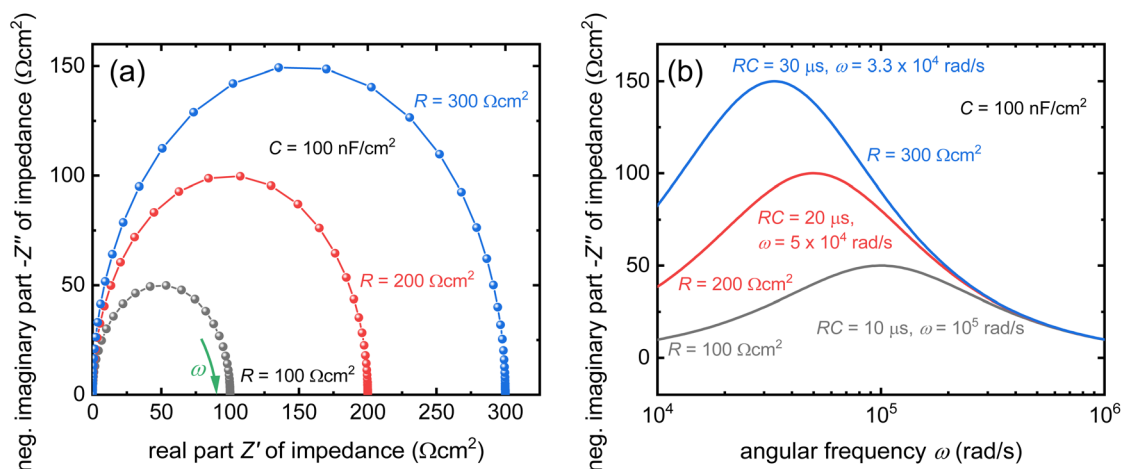 (a)
150
100
50
0
neg. imaginary part -Z″ of impedance (Ωcm²)
R = 300 Ωcm²
C = 100 nF/cm²
R = 200 Ωcm²
ω
R = 100 Ωcm²
0 50 100 150 200 250 300
real part Z′ of impedance (Ωcm²)
(b)
150
100
50
0
neg. imaginary part -Z″ of impedance (Ωcm²)
RC = 30 μs, ω = 3.3 x 10⁴ rad/s
C = 100 nF/cm²
R = 300 Ωcm²
RC = 20 μs,
ω = 5 x 10⁴ rad/s
R = 200 Ωcm²
RC = 10 μs, ω = 10⁵ rad/s
R = 100 Ωcm²
10⁴ 10⁵ 10⁶
angular frequency ω (rad/s)